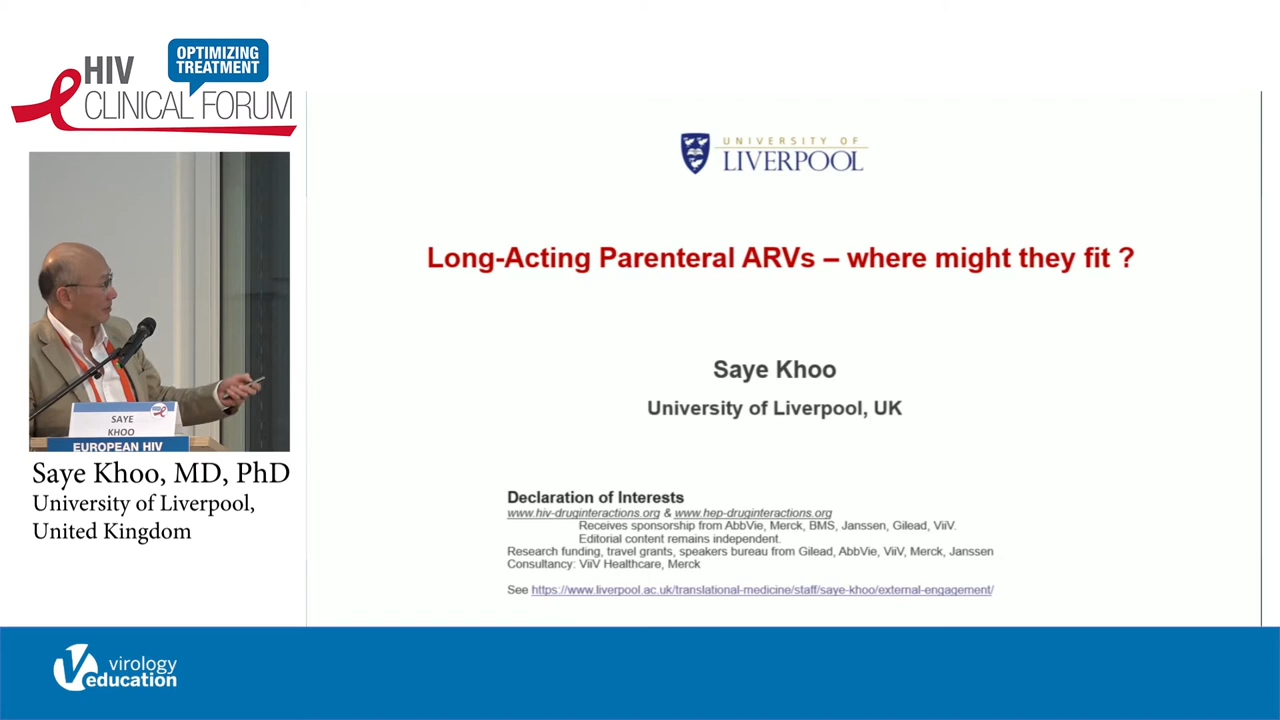 OPTIMIZING
TREATMENT
HIV
CLINICAL FORUM
SAYE
KHOO
EUROPEAN HIV
Saye Khoo, MD, PhD
University of Liverpool,
United Kingdom
UNIVERSITY OF
LIVERPOOL
Long-Acting Parenteral ARVs – where might they fit ?
Saye Khoo
University of Liverpool, UK
Declaration of Interests
www.hiv-druginteractions.org & www.hep-druginteractions.org
Receives sponsorship from AbbVie, Merck, BMS, Janssen, Gilead, ViiV.
Editorial content remains independent.
Research funding, travel grants, speakers bureau from Gilead, AbbVie, ViiV, Merck, Janssen
Consultancy: ViiV Healthcare, Merck
See https://www.liverpool.ac.uk/translational-medicine/staff/saye-khoo/external-engagement/
virology
education